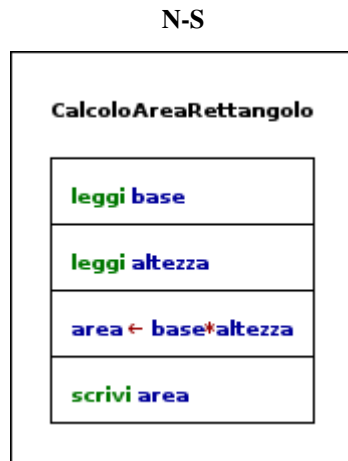 N-S
CalcoloAreaRettangolo
leggi base
leggi altezza
area ← base*altezza
scrivi area